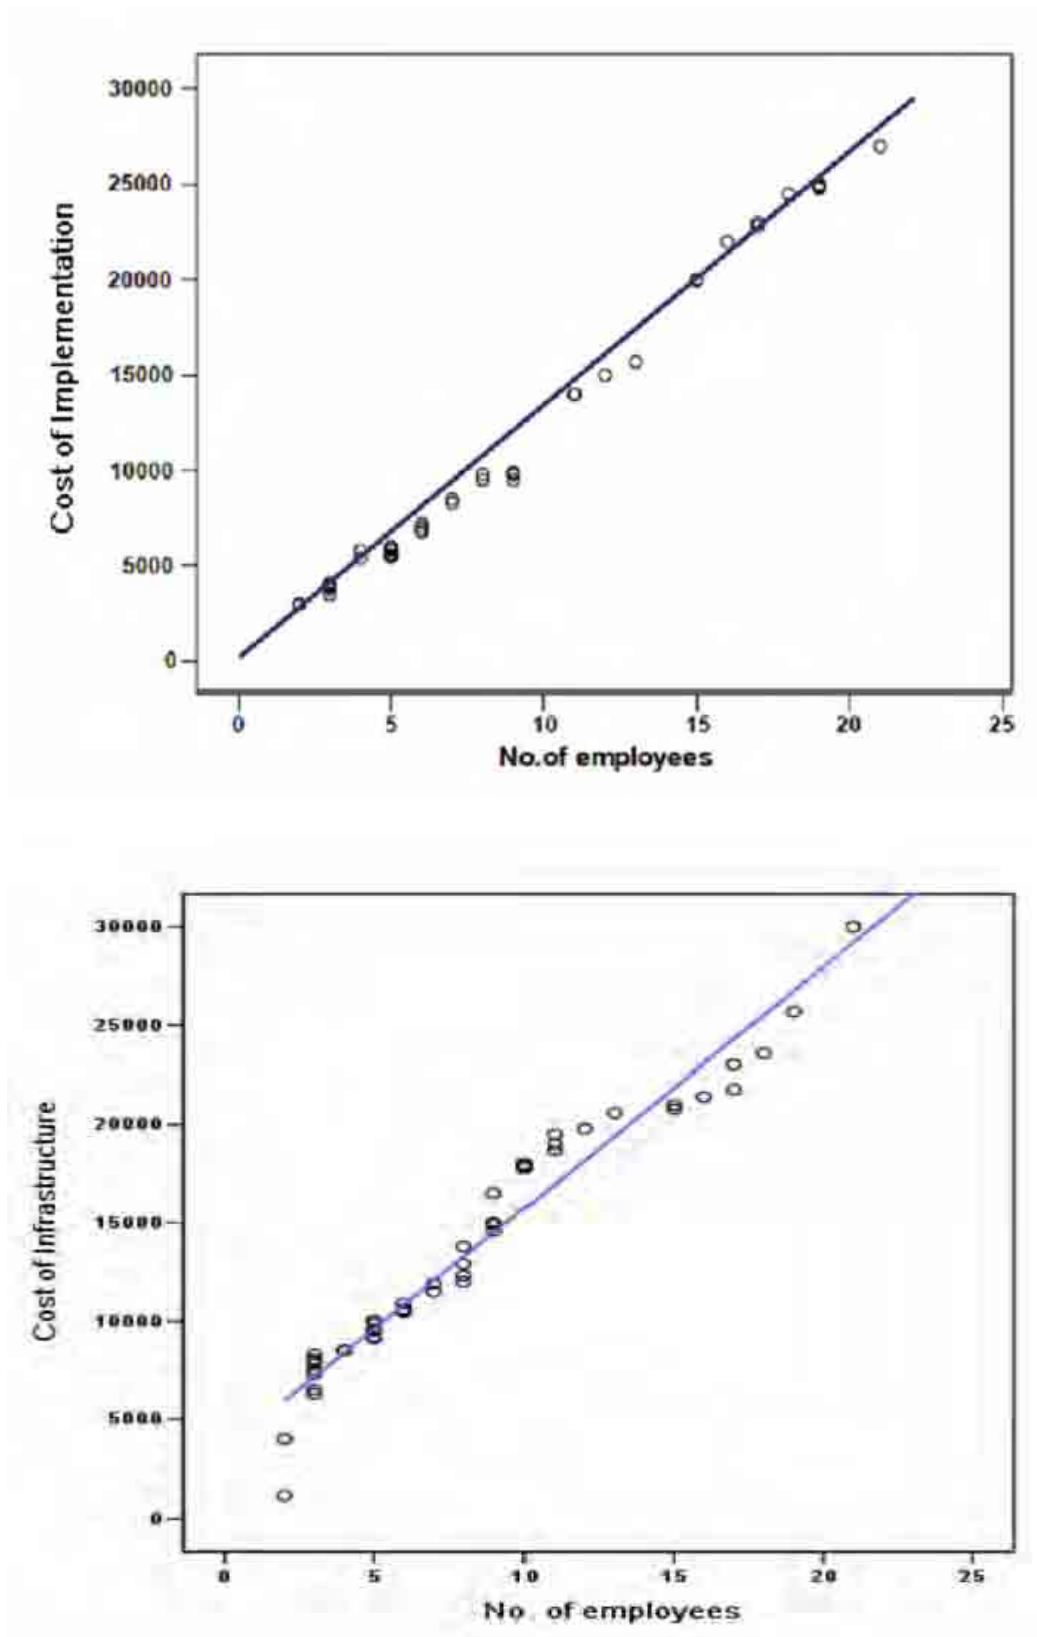 30000
25000
20000
15000
10000
5000
0
Cost of Implementation
0 5 10 15 20 25
No.of employees
30000
25000
20000
15000
10000
5000
0
Cost of Infrastructure
0 5 10 15 20 25
No. of employees